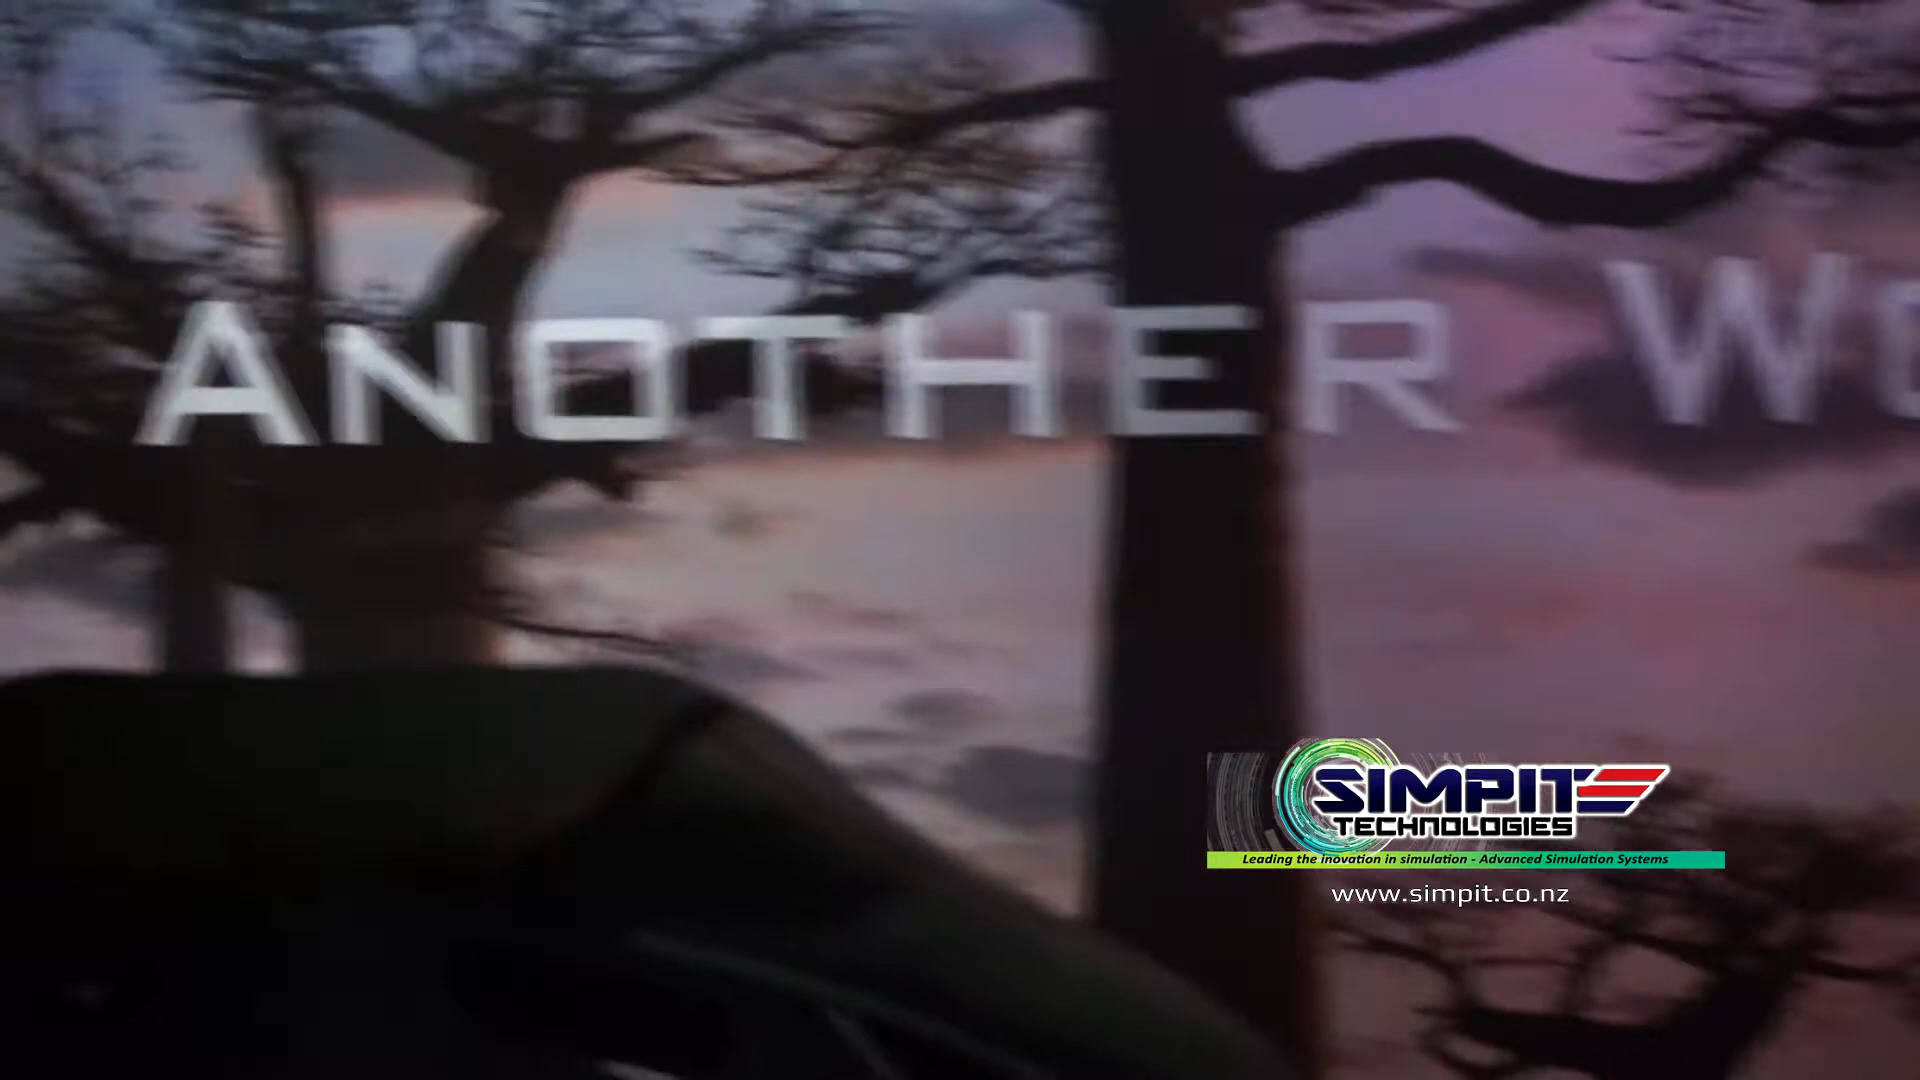 ANOTHER
SIMPIT
TECHNOLOGIES
Leading the inovation in simulation - Advanced Simulation Systems
www.simpit.co.nz